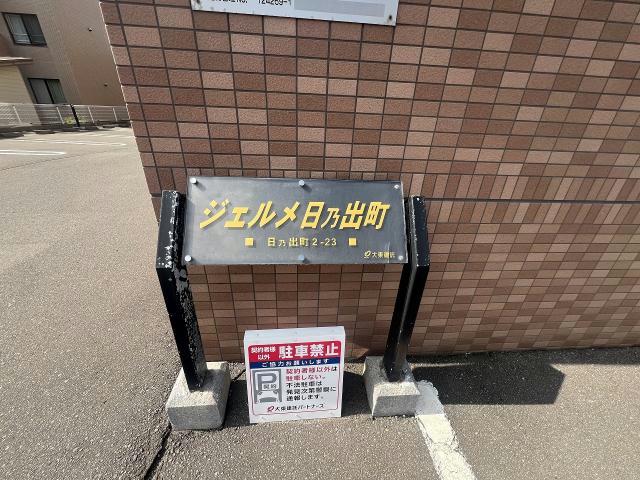 124259-1
ジェルメ日乃出町
■ 日乃出町2-23 ■
大東建託
契約者様以外
駐車禁止
ご協力お願いします
契約
契約者様以外は
駐車しない。
不法駐車は
発見次第警察に
通報します。
大東建託パートナーズ